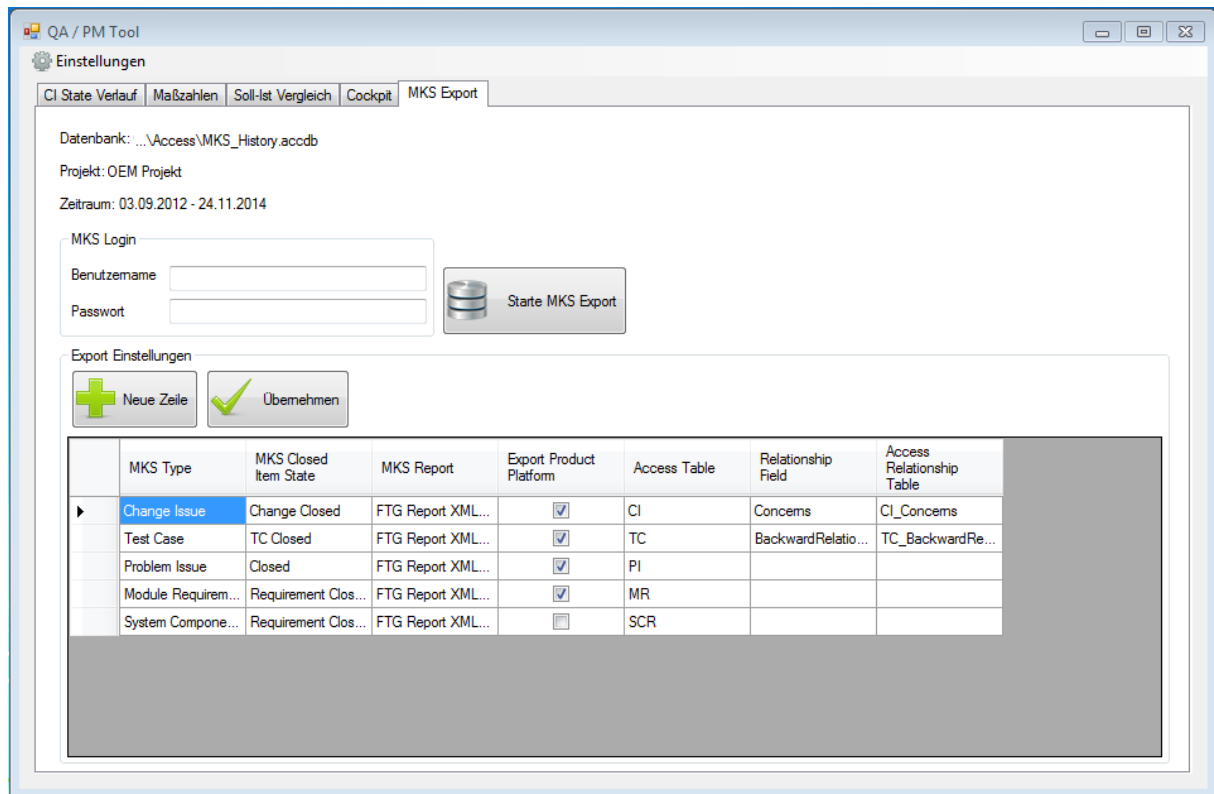 QA / PM Tool
Einstellungen
CI State Verlauf Maßzahlen Soll-Ist Vergleich Cockpit MKS Export
Datenbank: ...\Access\MKS_History.accdb
Projekt: OEM Projekt
Zeitraum: 03.09.2012 - 24.11.2014
MKS Login
Benutzername
Passwort
Starte MKS Export
Export Einstellungen
Neue Zeile Übernehmen
MKS Type MKS Closed Item State MKS Report Export Product Platform Access Table Relationship Field Access Relationship Table
Change Issue Change Closed FTG Report XML... CI Concerns CI_Concerns
Test Case TC Closed FTG Report XML... TC BackwardRelatio... TC_BackwardRe...
Problem Issue Closed FTG Report XML... PI
Module Requirem... Requirement Clos... FTG Report XML... MR
System Compone... Requirement Clos... FTG Report XML... SCR